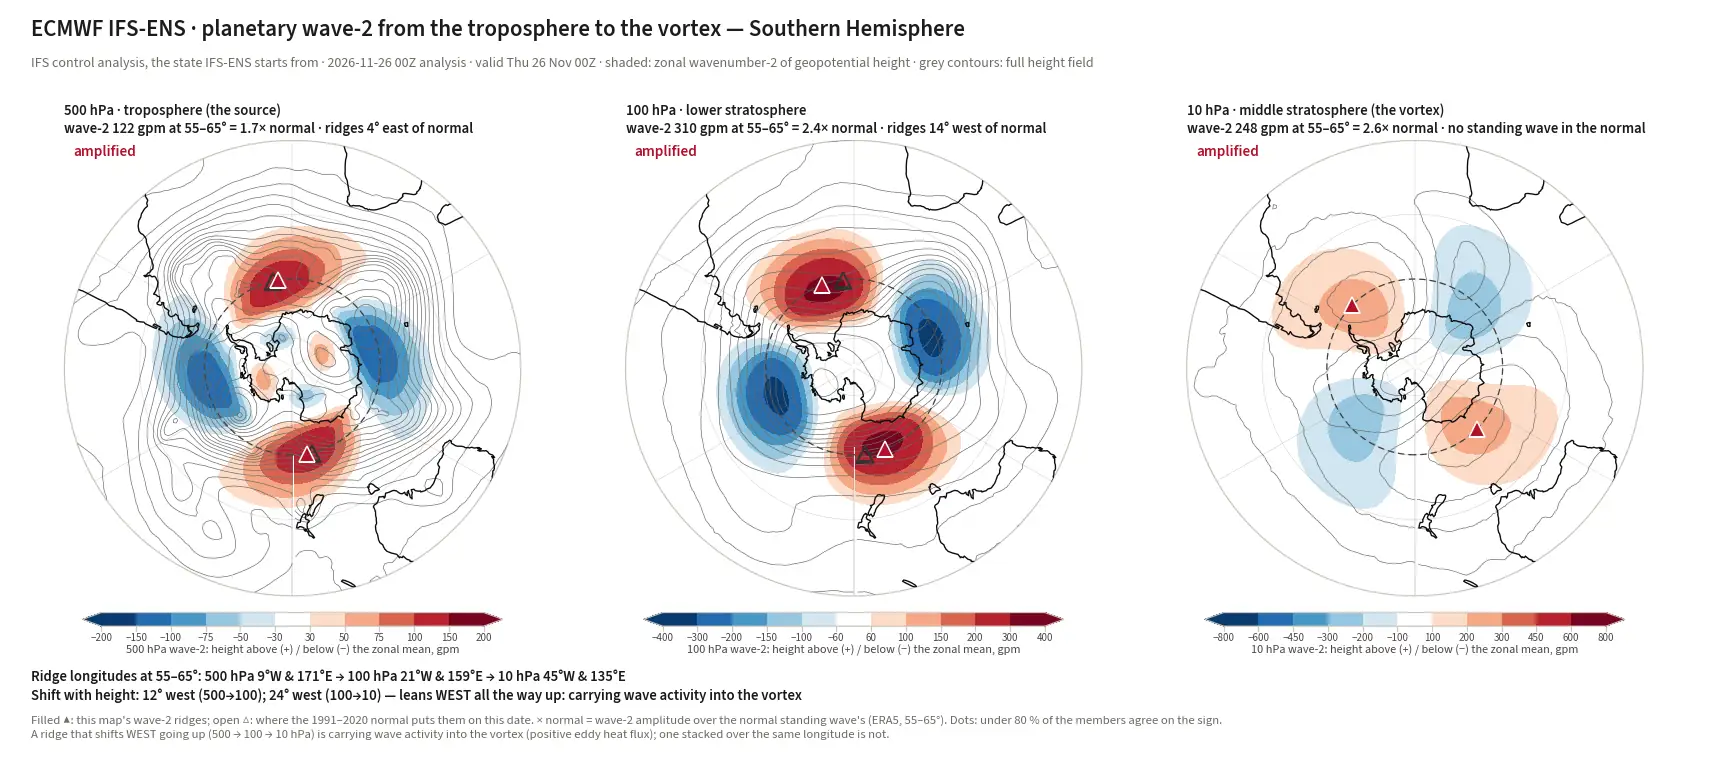 ECMWF IFS-ENS · planetary wave-2 from the troposphere to the vortex — Southern Hemisphere
IFS control analysis, the state IFS-ENS starts from · 2026-11-26 00Z analysis · valid Thu 26 Nov 00Z · shaded: zonal wavenumber-2 of geopotential height · grey contours: full height field
500 hPa · troposphere (the source)
wave-2 122 gpm at 55–65° = 1.7× normal · ridges 4° east of normal
amplified
100 hPa · lower stratosphere
wave-2 310 gpm at 55–65° = 2.4× normal · ridges 14° west of normal
amplified
10 hPa · middle stratosphere (the vortex)
wave-2 248 gpm at 55–65° = 2.6× normal · no standing wave in the normal
amplified
−200 −150 −100 −75 −50 −30 30 50 75 100 150 200
500 hPa wave-2: height above (+) / below (−) the zonal mean, gpm
−400 −300 −200 −150 −100 −60 60 100 150 200 300 400
100 hPa wave-2: height above (+) / below (−) the zonal mean, gpm
−800 −600 −450 −300 −200 −100 100 200 300 450 600 800
10 hPa wave-2: height above (+) / below (−) the zonal mean, gpm
Ridge longitudes at 55–65°: 500 hPa 9°W & 171°E → 100 hPa 21°W & 159°E → 10 hPa 45°W & 135°E
Shift with height: 12° west (500→100); 24° west (100→10) — leans WEST all the way up: carrying wave activity into the vortex
Filled ▲: this map's wave-2 ridges; open △: where the 1991–2020 normal puts them on this date. × normal = wave-2 amplitude over the normal standing wave's (ERA5, 55–65°). Dots: under 80 % of the members agree on the sign.
A ridge that shifts WEST going up (500 → 100 → 10 hPa) is carrying wave activity into the vortex (positive eddy heat flux); one stacked over the same longitude is not.